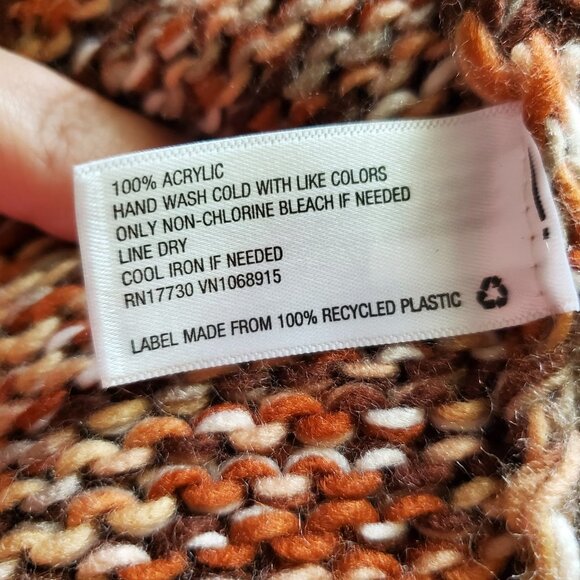 100% ACRYLIC
HAND WASH COLD WITH LIKE COLORS
ONLY NON-CHLORINE BLEACH IF NEEDED
LINE DRY
COOL IRON IF NEEDED
RN17730 VN1068915
LABEL MADE FROM 100% RECYCLED PLASTIC